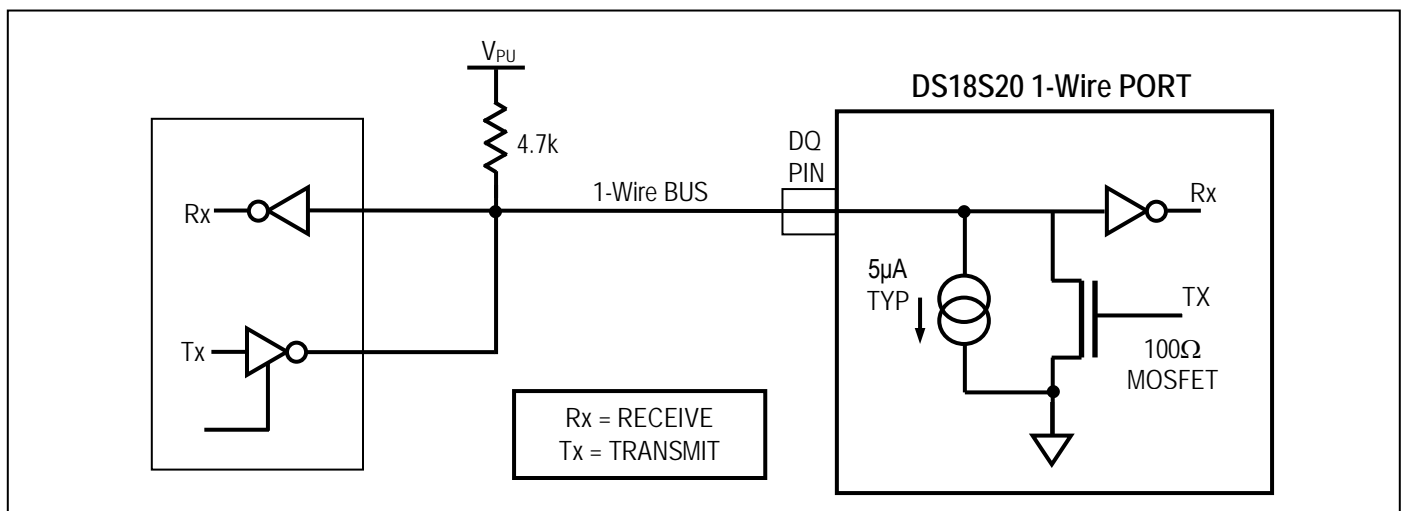 V_PU
4.7k
DS18S20 1-Wire PORT
DQ
PIN
1-Wire BUS
Rx
Rx
5µA
TYP
TX
100Ω
MOSFET
Tx
Rx = RECEIVE
Tx = TRANSMIT